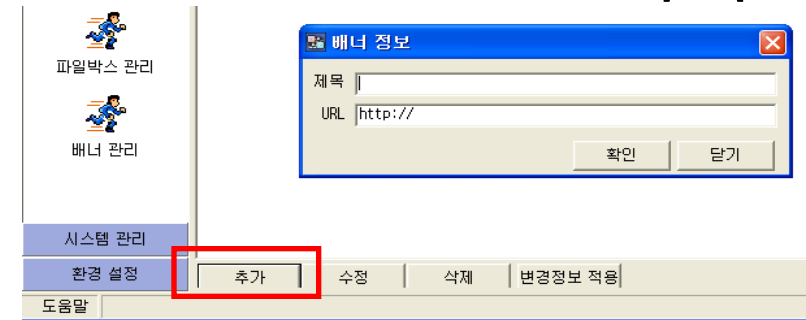 파일박스 관리
배너 관리
시스템 관리
환경 설정
도움말
배너 정보
제목
URL http://
확인 닫기
추가 수정 삭제 변경정보 적용